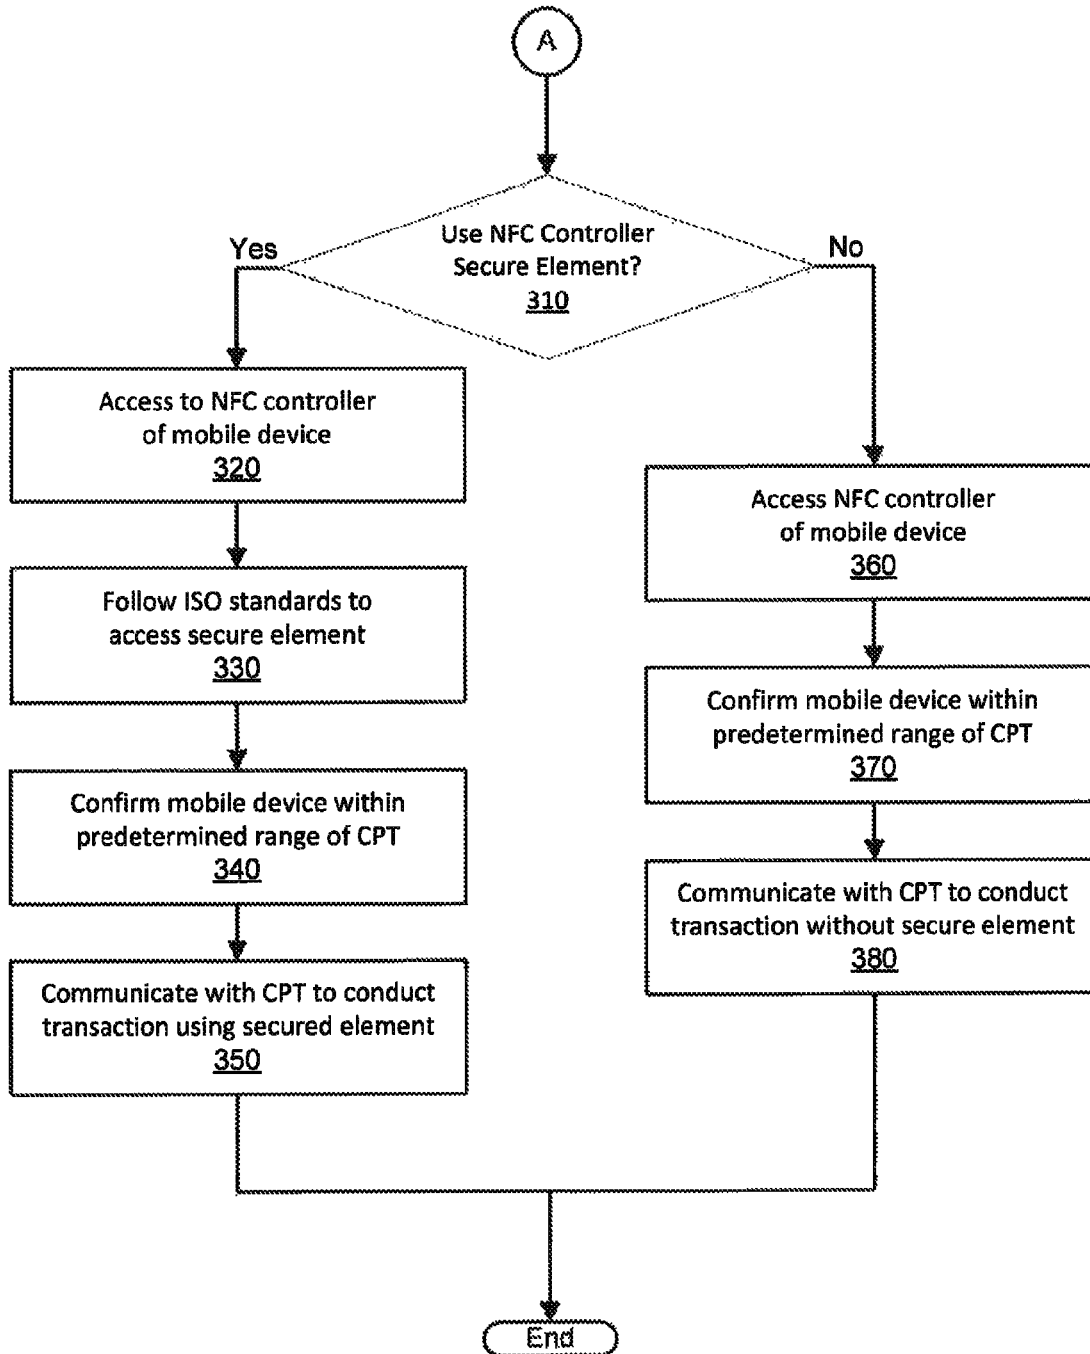 A
Use NFC Controller
Secure Element?
310
Yes
No
Access to NFC controller
of mobile device
320
Follow ISO standards to
access secure element
330
Confirm mobile device within
predetermined range of CPT
340
Communicate with CPT to conduct
transaction using secured element
350
Access NFC controller
of mobile device
360
Confirm mobile device within
predetermined range of CPT
370
Communicate with CPT to conduct
transaction without secure element
380
End